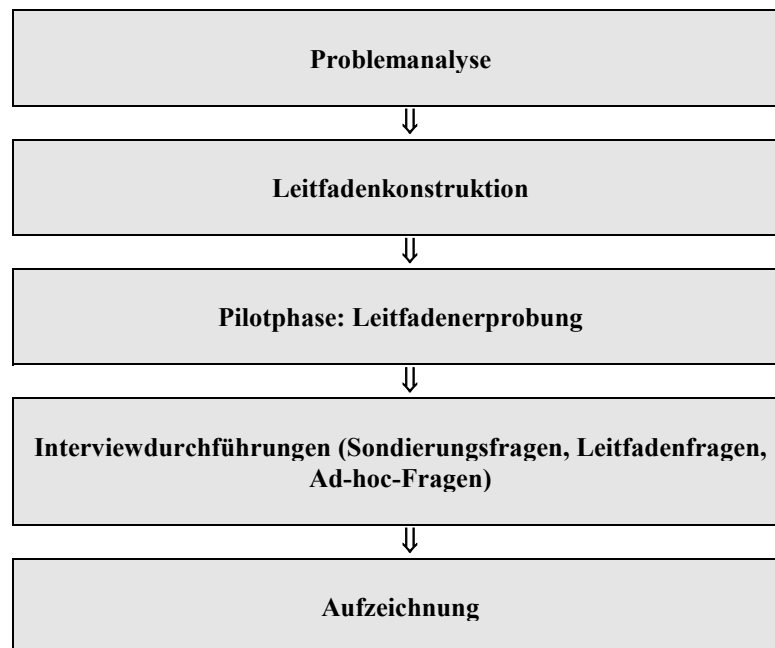 Problemanalyse
⇓
Leitfadenkonstruktion
⇓
Pilotphase: Leitfadenerprobung
⇓
Interviewdurchführungen (Sondierungsfragen, Leitfadenfragen,
Ad-hoc-Fragen)
⇓
Aufzeichnung